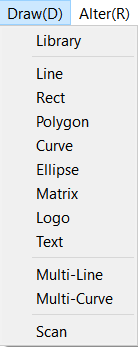 Draw(D) Alter(R)
Library
Line
Rect
Polygon
Curve
Ellipse
Matrix
Logo
Text
Multi-Line
Multi-Curve
Scan